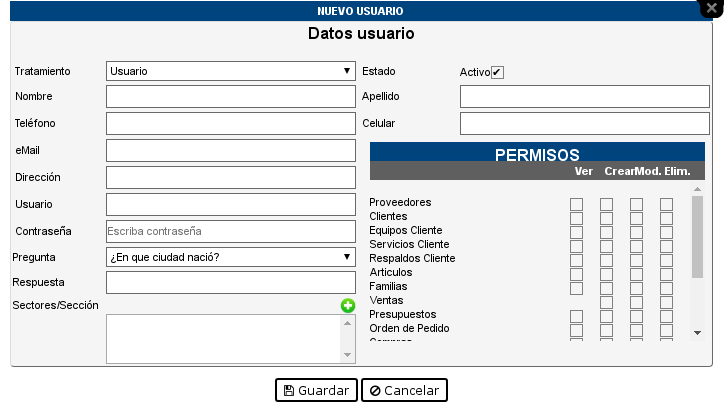 NUEVO USUARIO
Datos usuario
Tratamiento Usuario Estado Activo
Nombre Apellido
Teléfono Celular
eMail
Dirección
Usuario
Contraseña Escriba contraseña
Pregunta ¿En que ciudad nació?
Respuesta
Sectores/Sección
PERMISOS
Ver Crear Mod. Elim.
Proveedores
Clientes
Equipos Cliente
Servicios Cliente
Respaldos Cliente
Articulos
Familias
Ventas
Presupuestos
Orden de Pedido
Guardar Cancelar